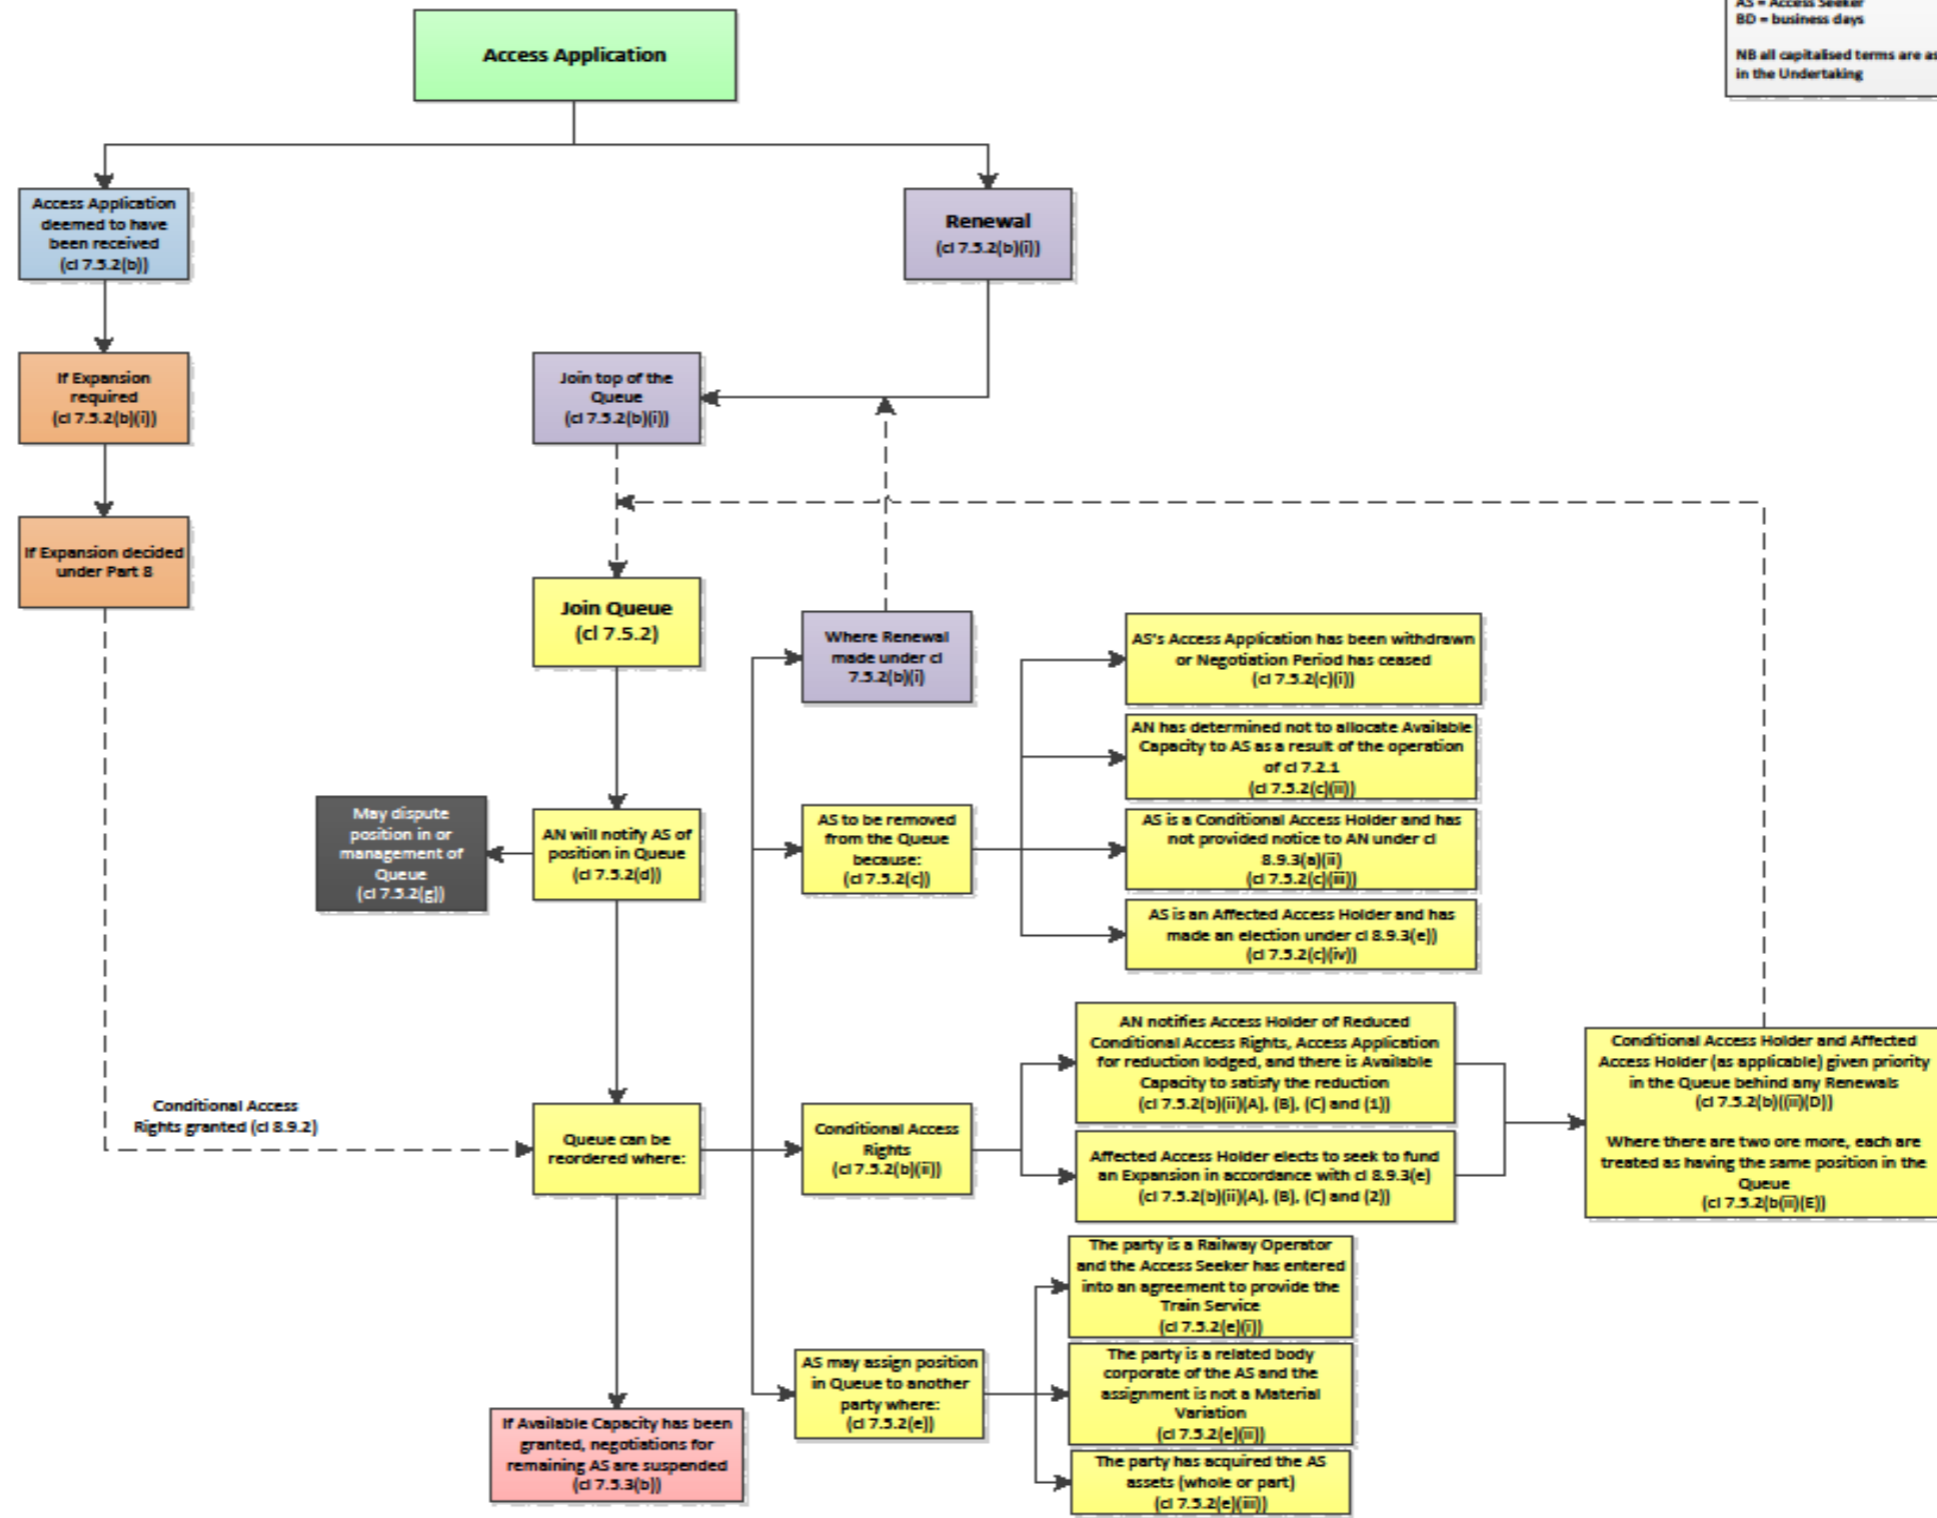 AS = Access Seeker
BD = business days
NB all capitalised terms are as
in the Undertaking
Access Application
Access Application
deemed to have
been received
(cl 7.5.2(b))
Renewal
(cl 7.5.2(b)(i))
If Expansion
required
(cl 7.5.2(b)(i))
Join top of the
Queue
(cl 7.5.2(b)(i))
If Expansion decided
under Part 8
Join Queue
(cl 7.5.2)
Where Renewal
made under cl
7.5.2(b)(i)
AS's Access Application has been withdrawn
or Negotiation Period has ceased
(cl 7.5.2(c)(i))
AN has determined not to allocate Available
Capacity to AS as a result of the operation
of cl 7.2.1
(cl 7.5.2(c)(ii))
May dispute
position in or
management of
Queue
(cl 7.5.2(g))
AN will notify AS of
position in Queue
(cl 7.5.2(d))
AS to be removed
from the Queue
because:
(cl 7.5.2(c))
AS is a Conditional Access Holder and has
not provided notice to AN under cl
8.9.3(a)(ii)
(cl 7.5.2(c)(iii))
AS is an Affected Access Holder and has
made an election under cl 8.9.3(e))
(cl 7.5.2(c)(iv))
AN notifies Access Holder of Reduced
Conditional Access Rights, Access Application
for reduction lodged, and there is Available
Capacity to satisfy the reduction
(cl 7.5.2(b)(ii)(A), (B), (C) and (1))
Conditional Access Holder and Affected
Access Holder (as applicable) given priority
in the Queue behind any Renewals
(cl 7.5.2(b)((ii)(D))
Where there are two ore more, each are
treated as having the same position in the
Queue
(cl 7.5.2(b(ii)(E))
Conditional Access
Rights granted (cl 8.9.2)
Queue can be
reordered where:
Conditional Access
Rights
(cl 7.5.2(b)(ii))
Affected Access Holder elects to seek to fund
an Expansion in accordance with cl 8.9.3(e)
(cl 7.5.2(b)(ii)(A), (B), (C) and (2))
The party is a Railway Operator
and the Access Seeker has entered
into an agreement to provide the
Train Service
(cl 7.5.2(e)(i))
AS may assign position
in Queue to another
party where:
(cl 7.5.2(e))
The party is a related body
corporate of the AS and the
assignment is not a Material
Variation
(cl 7.5.2(e)(ii))
If Available Capacity has been
granted, negotiations for
remaining AS are suspended
(cl 7.5.3(b))
The party has acquired the AS
assets (whole or part)
(cl 7.5.2(e)(iii))